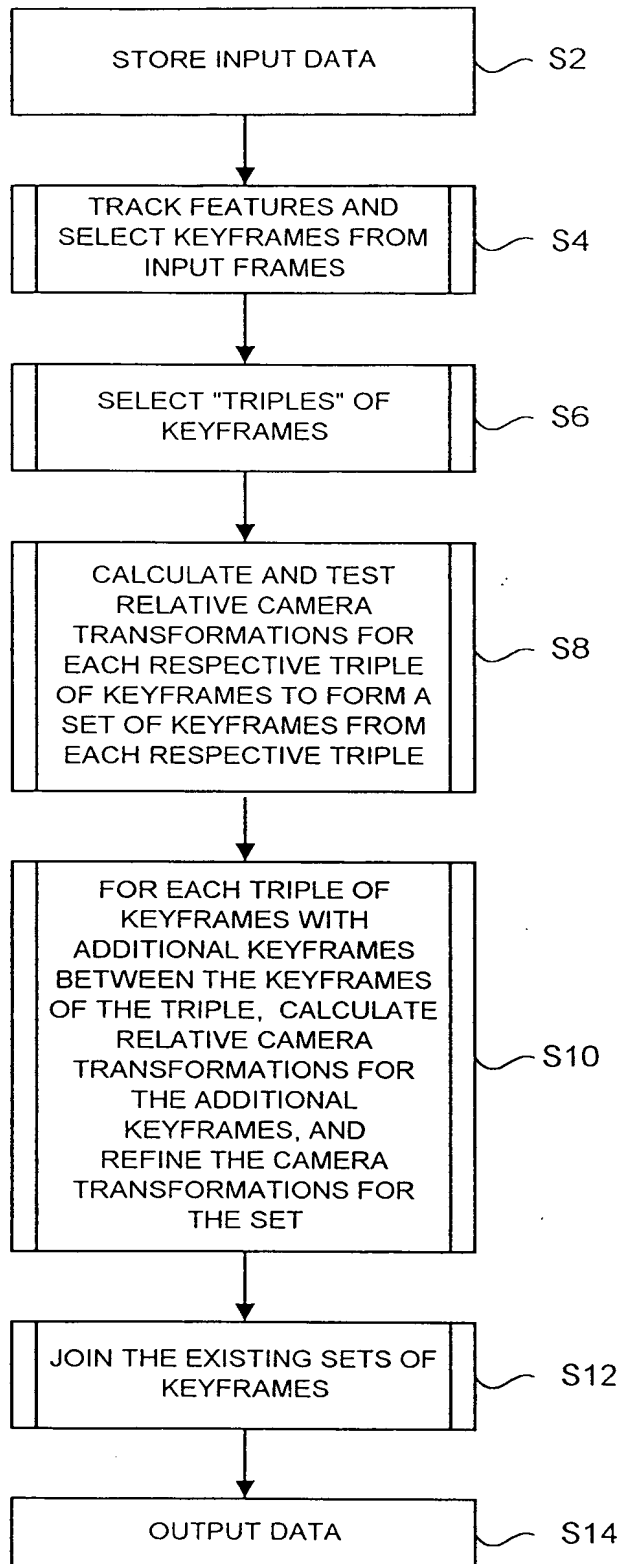 STORE INPUT DATA
S2
TRACK FEATURES AND
SELECT KEYFRAMES FROM
INPUT FRAMES
S4
SELECT "TRIPLES" OF
KEYFRAMES
S6
CALCULATE AND TEST
RELATIVE CAMERA
TRANSFORMATIONS FOR
EACH RESPECTIVE TRIPLE
OF KEYFRAMES TO FORM A
SET OF KEYFRAMES FROM
EACH RESPECTIVE TRIPLE
S8
FOR EACH TRIPLE OF
KEYFRAMES WITH
ADDITIONAL KEYFRAMES
BETWEEN THE KEYFRAMES
OF THE TRIPLE, CALCULATE
RELATIVE CAMERA
TRANSFORMATIONS FOR
THE ADDITIONAL
KEYFRAMES, AND
REFINE THE CAMERA
TRANSFORMATIONS FOR
THE SET
S10
JOIN THE EXISTING SETS OF
KEYFRAMES
S12
OUTPUT DATA
S14